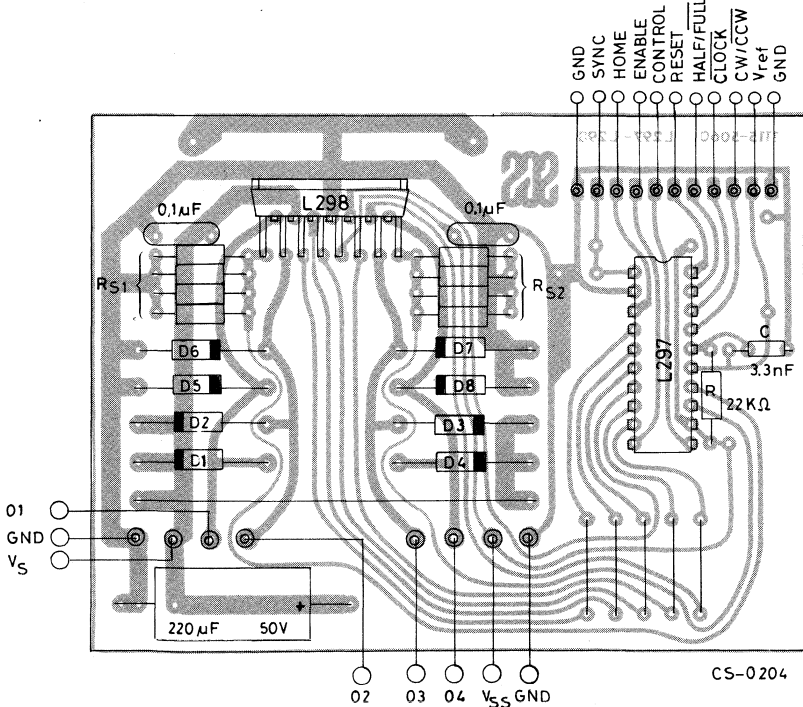 GND
SYNC
HOME
ENABLE
CONTROL
RESET
HALF/FULL
CLOCK
CW/CCW
Vref
GND
L298
0,1µF
0,1µF
RS1
RS2
D6
D5
D2
D1
D7
D8
D3
D4
L297
C
3.3nF
R
22KΩ
01
GND
VS
220µF 50V
+
02 03 04 VSS GND
CS-0204